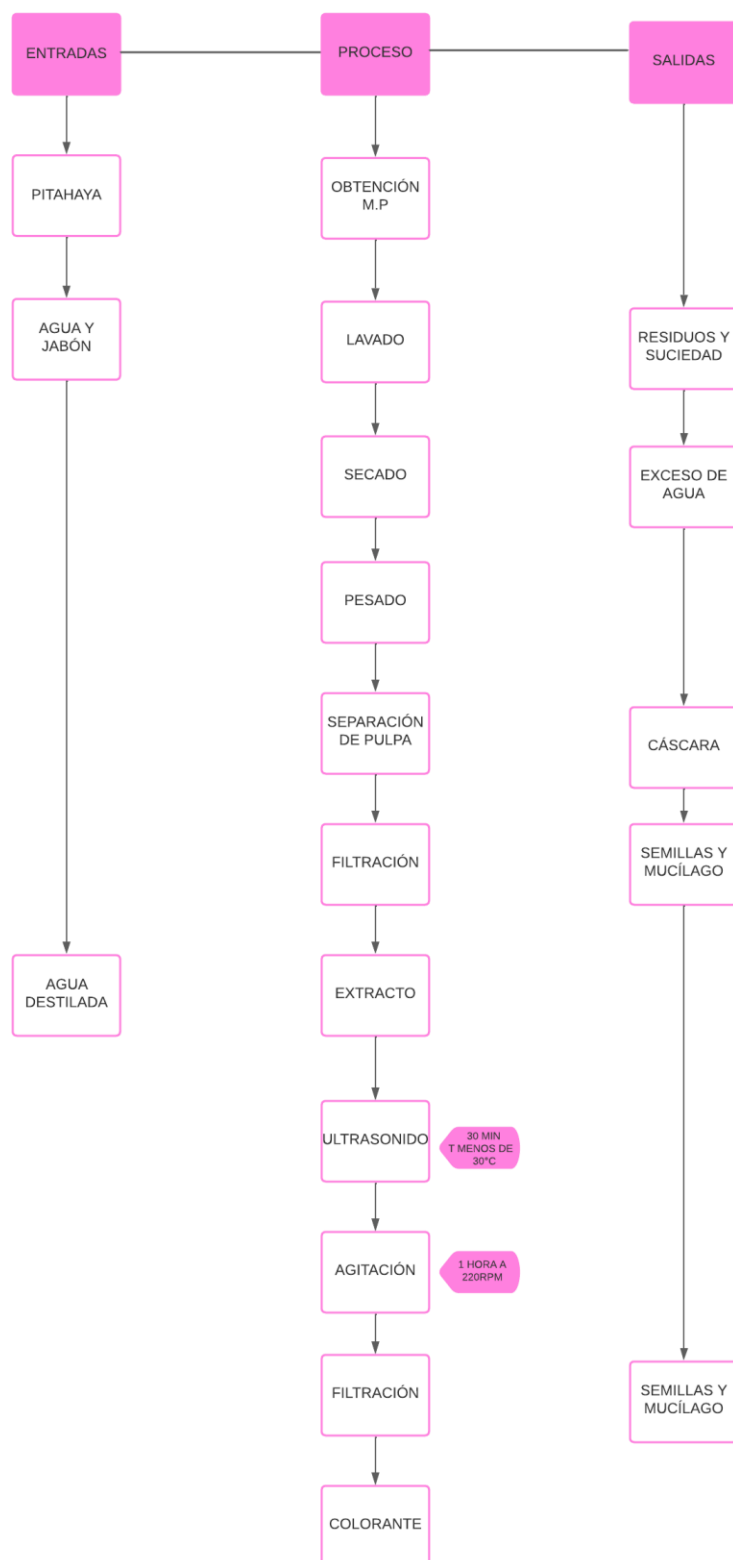 ENTRADAS
PROCESO
SALIDAS
PITAHAYA
OBTENCIÓN
M.P
AGUA Y
JABÓN
LAVADO
RESIDUOS Y
SUCIEDAD
SECADO
EXCESO DE
AGUA
PESADO
SEPARACIÓN
DE PULPA
CÁSCARA
FILTRACIÓN
SEMILLAS Y
MUCÍLAGO
AGUA
DESTILADA
EXTRACTO
ULTRASONIDO
30 MIN
T MENOS DE
30°C
AGITACIÓN
1 HORA A
220RPM
FILTRACIÓN
SEMILLAS Y
MUCÍLAGO
COLORANTE